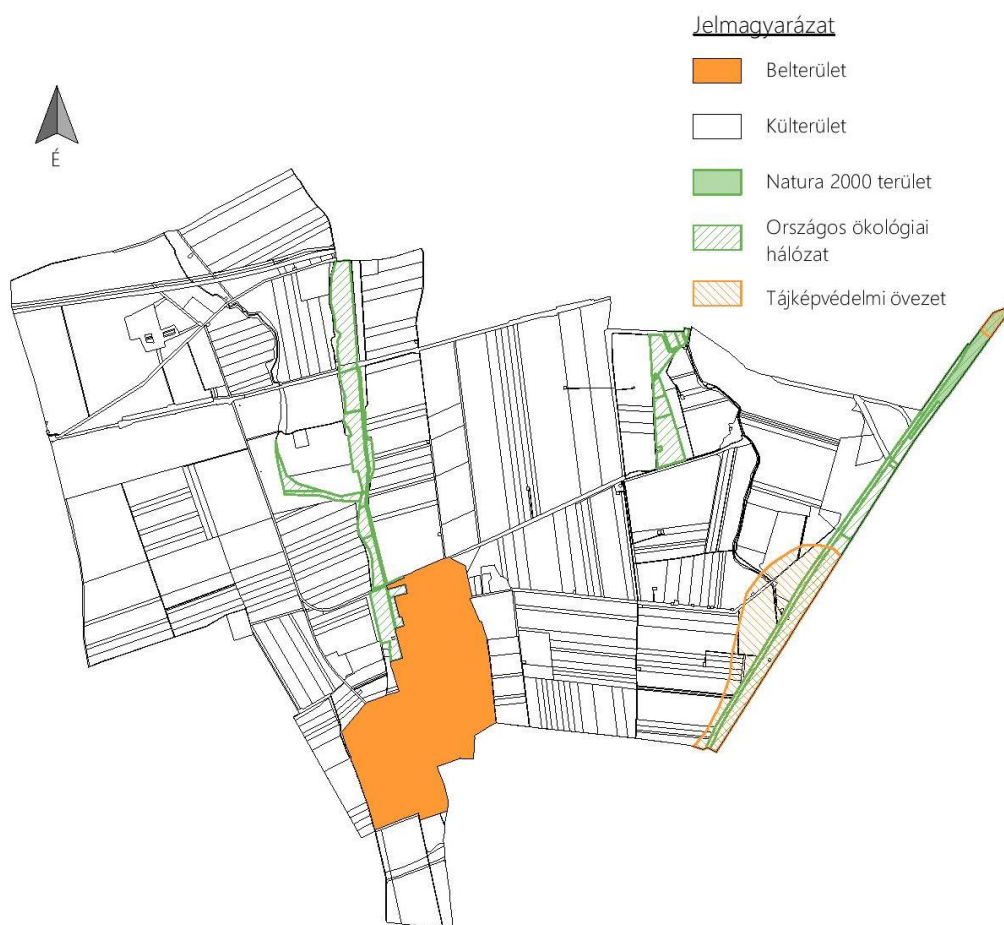 Jelmagyarázat
Belterület
Külterület
Natura 2000 terület
Országos ökológiai
hálózat
Tájképvédelmi övezet
É